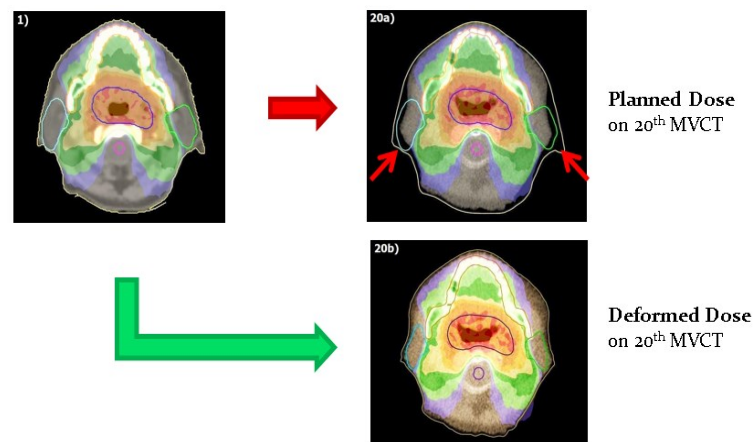 1)
20a)
Planned Dose
on 20th MVCT
20b)
Deformed Dose
on 20th MVCT